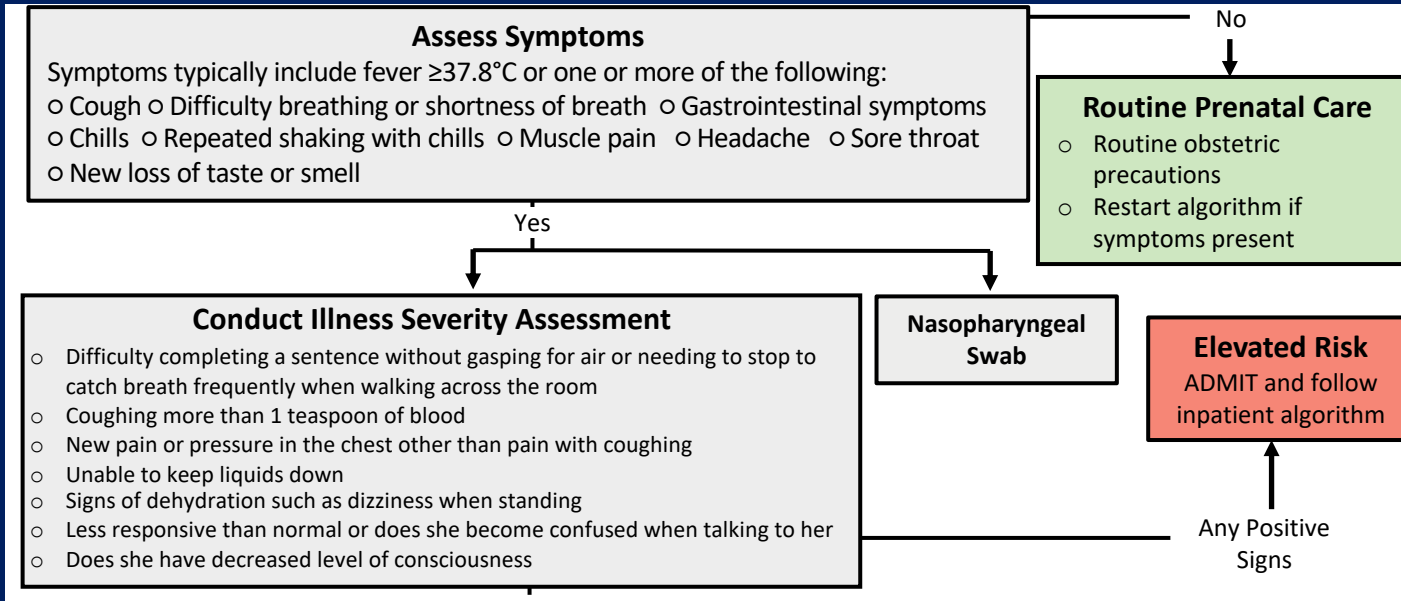 Assess Symptoms
Symptoms typically include fever ≥37.8°C or one or more of the following:
○ Cough ○ Difficulty breathing or shortness of breath ○ Gastrointestinal symptoms
○ Chills ○ Repeated shaking with chills ○ Muscle pain ○ Headache ○ Sore throat
○ New loss of taste or smell
No
Routine Prenatal Care
○ Routine obstetric
precautions
○ Restart algorithm if
symptoms present
Yes
Conduct Illness Severity Assessment
○ Difficulty completing a sentence without gasping for air or needing to stop to
catch breath frequently when walking across the room
○ Coughing more than 1 teaspoon of blood
○ New pain or pressure in the chest other than pain with coughing
○ Unable to keep liquids down
○ Signs of dehydration such as dizziness when standing
○ Less responsive than normal or does she become confused when talking to her
○ Does she have decreased level of consciousness
Nasopharyngeal
Swab
Elevated Risk
ADMIT and follow
inpatient algorithm
Any Positive
Signs